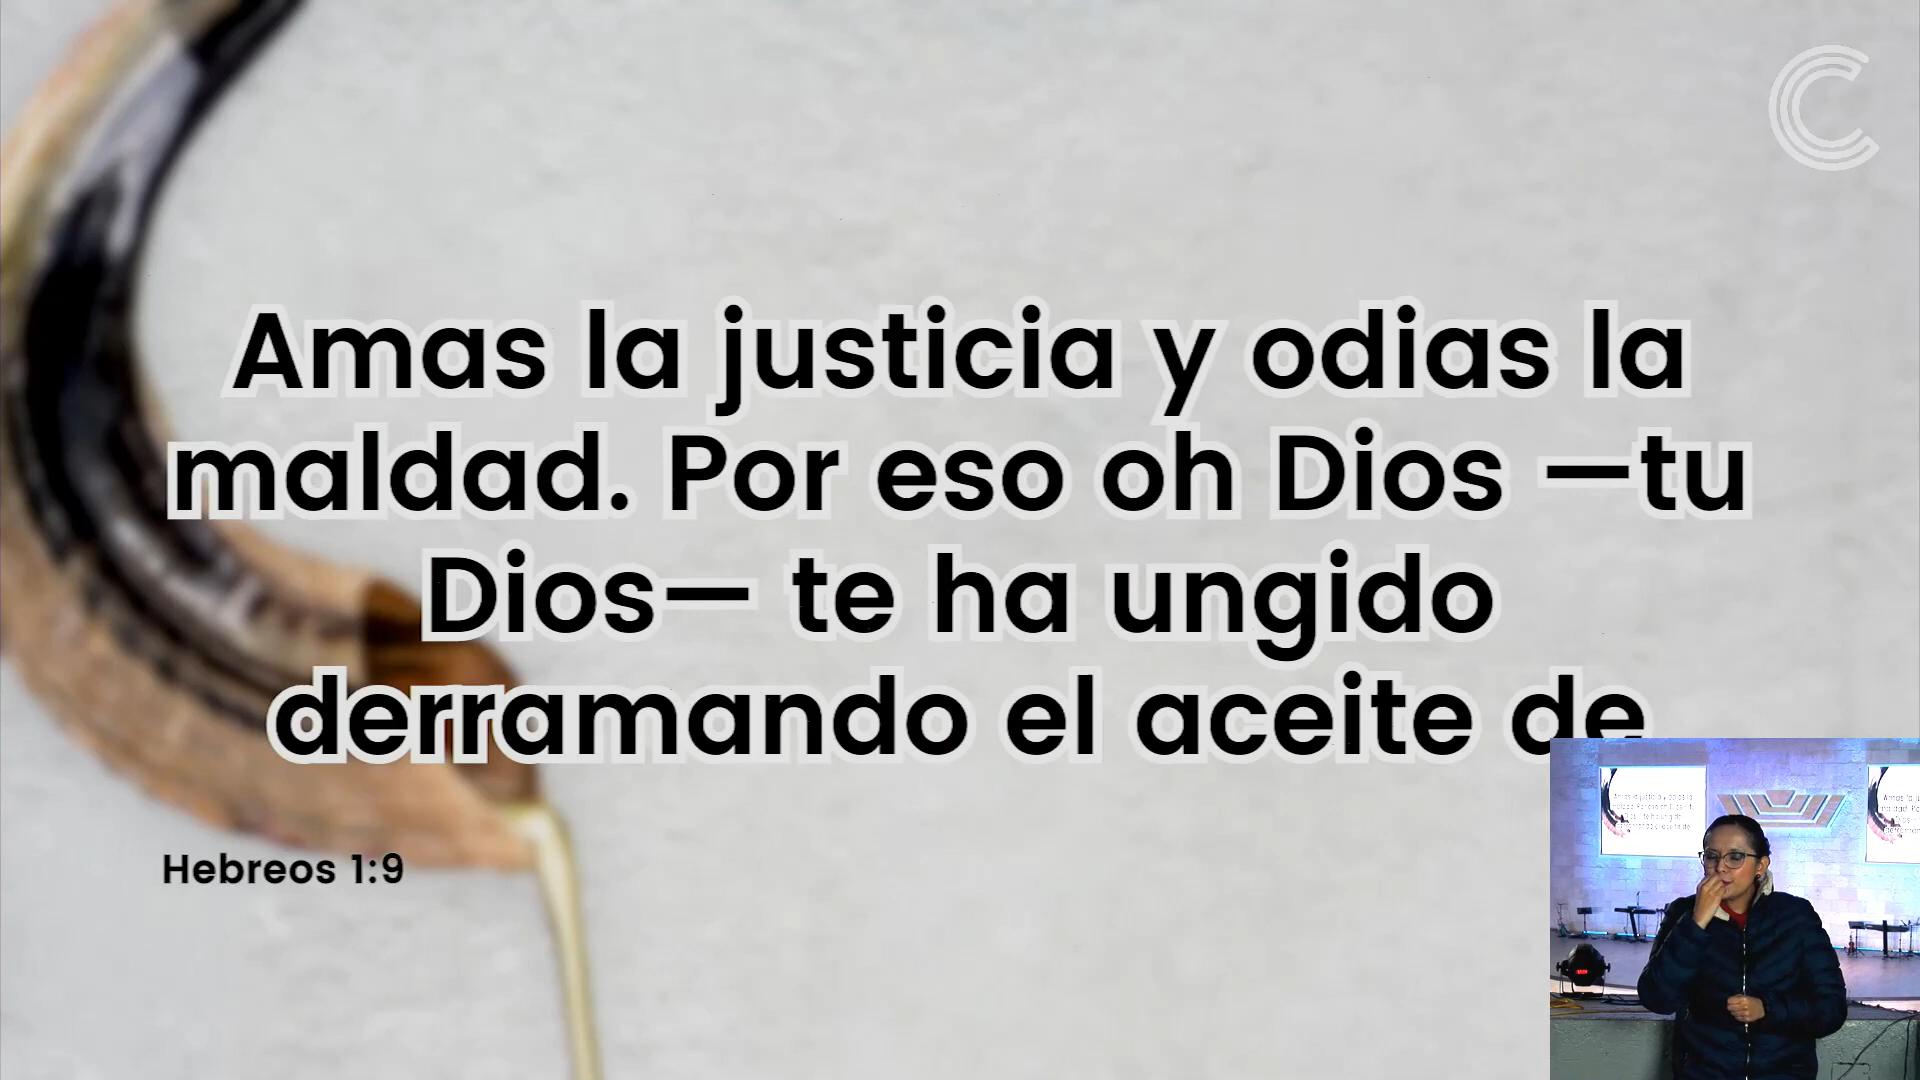 Amas la justicia y odias la
maldad. Por eso oh Dios —tu
Dios— te ha ungido
derramando el aceite de
Hebreos 1:9